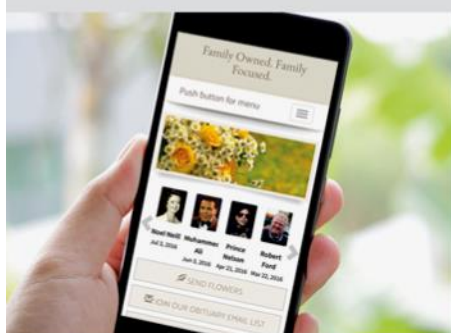 Family Owned. Family
Focused.
Push button for menu
Noel Neill
Jul 3, 2016
Muhammed
Ali
Jun 3, 2016
Prince
Nelson
Apr 21, 2016
Robert
Ford
Mar 22, 2016
SEND FLOWERS
JOIN OUR OBITUARY EMAIL LIST